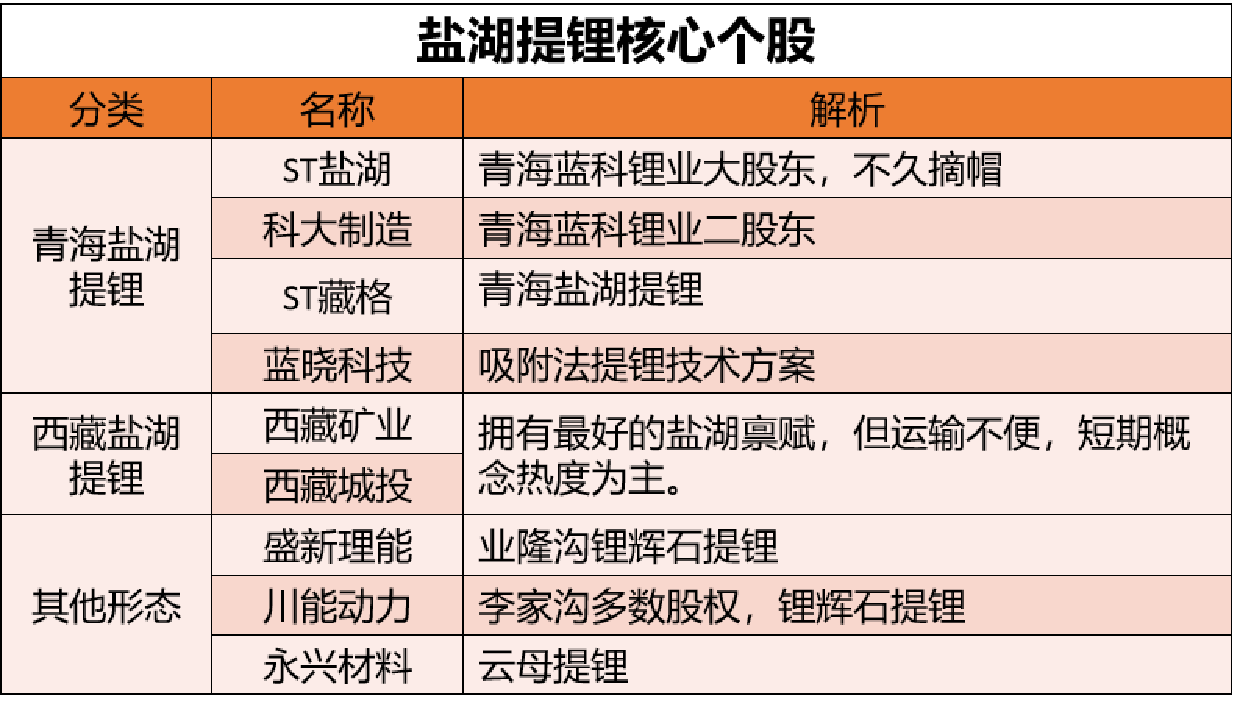 盐湖提锂核心个股
分类 名称 解析
青海盐湖
提锂
ST盐湖 青海蓝科锂业大股东，不久摘帽
科大制造 青海蓝科锂业二股东
ST藏格 青海盐湖提锂
蓝晓科技 吸附法提锂技术方案
西藏盐湖
提锂
西藏矿业
西藏城投
拥有最好的盐湖禀赋，但运输不便，短期概
念热度为主。
其他形态
盛新理能 业隆沟锂辉石提锂
川能动力 李家沟多数股权，锂辉石提锂
永兴材料 云母提锂